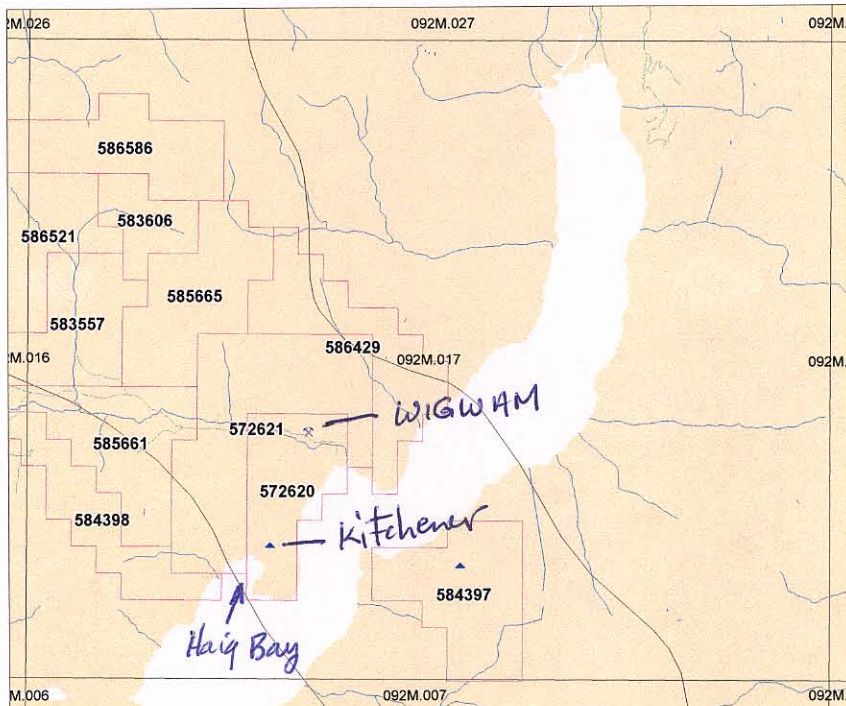 2M.026
092M.027
092M.
586586
586521
583606
585665
583557
586429
2M.016
092M.017
092M.
WIGWAM
572621
585661
572620
584398
Kitchener
584397
Haig Bay
M.006
092M.007
092M.